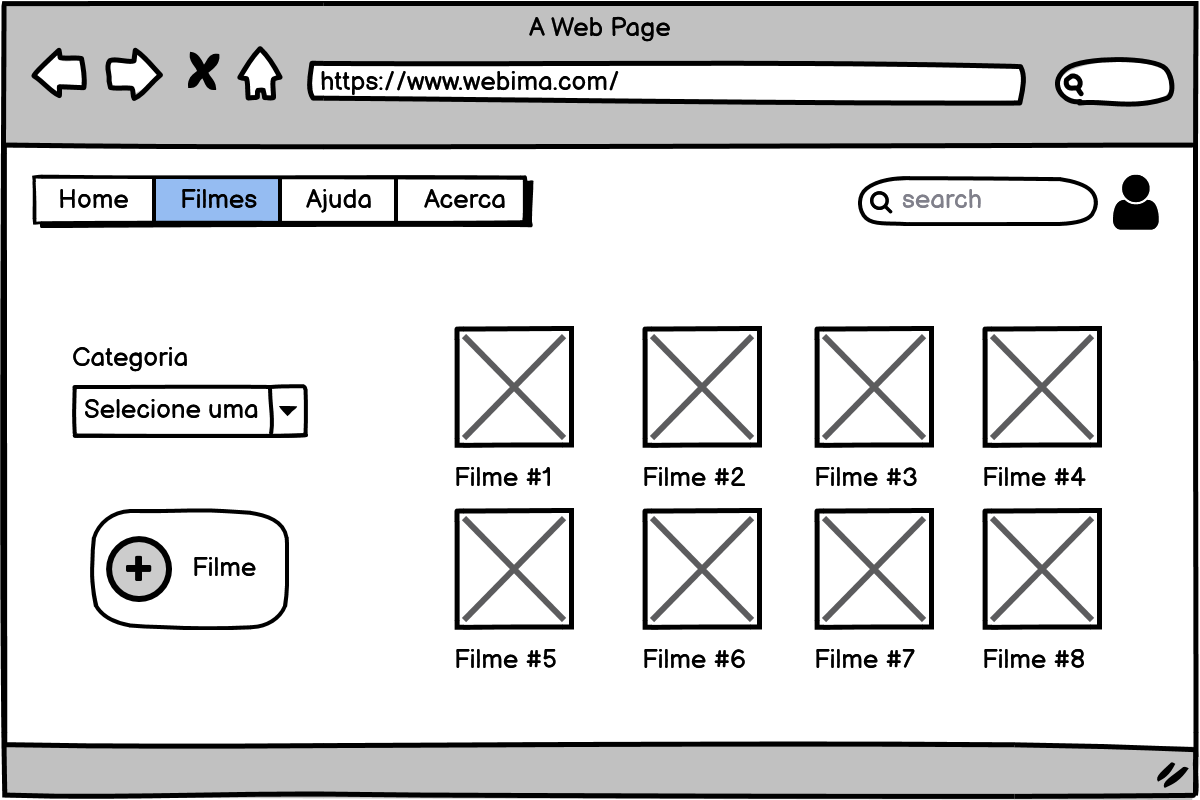 A Web Page
https://www.webima.com/
Home Filmes Ajuda Acerca
search
Categoria
Selecione uma
Filme
Filme #1 Filme #2 Filme #3 Filme #4
Filme #5 Filme #6 Filme #7 Filme #8